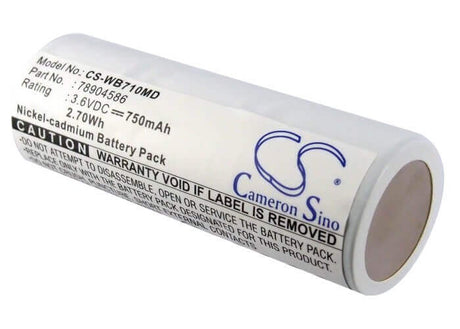 Model No. : CS-WB710MD
Part No. : 78904586
Rating : 3.6VDC⎓750mAh
2.70Wh
Nickel-cadmium Battery Pack
CAUTION
WARRANTY VOID IF LABEL IS REMOVED
CS
Cameron Sino